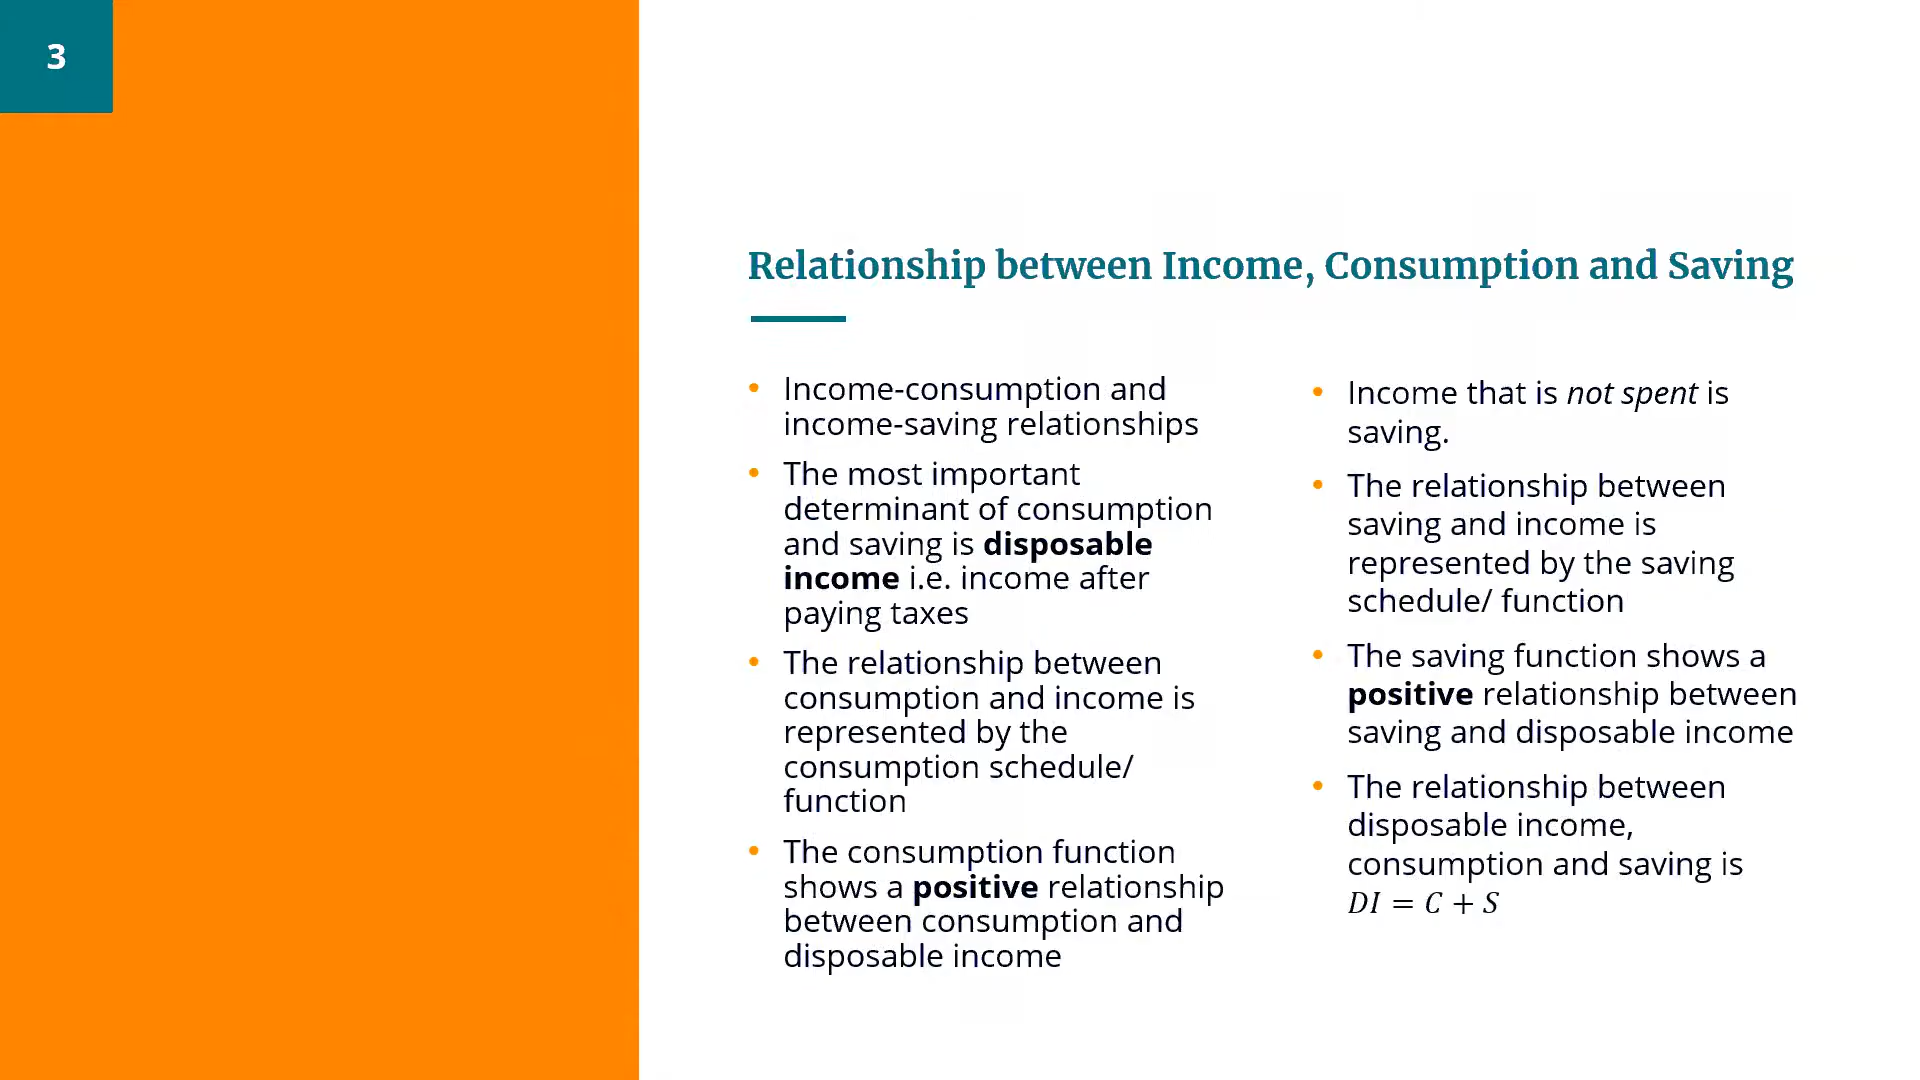 3
Relationship between Income, Consumption and Saving
• Income-consumption and
income-saving relationships
• The most important
determinant of consumption
and saving is disposable
income i.e. income after
paying taxes
• The relationship between
consumption and income is
represented by the
consumption schedule/
function
• The consumption function
shows a positive relationship
between consumption and
disposable income
• Income that is not spent is
saving.
• The relationship between
saving and income is
represented by the saving
schedule/ function
• The saving function shows a
positive relationship between
saving and disposable income
• The relationship between
disposable income,
consumption and saving is
DI = C + S